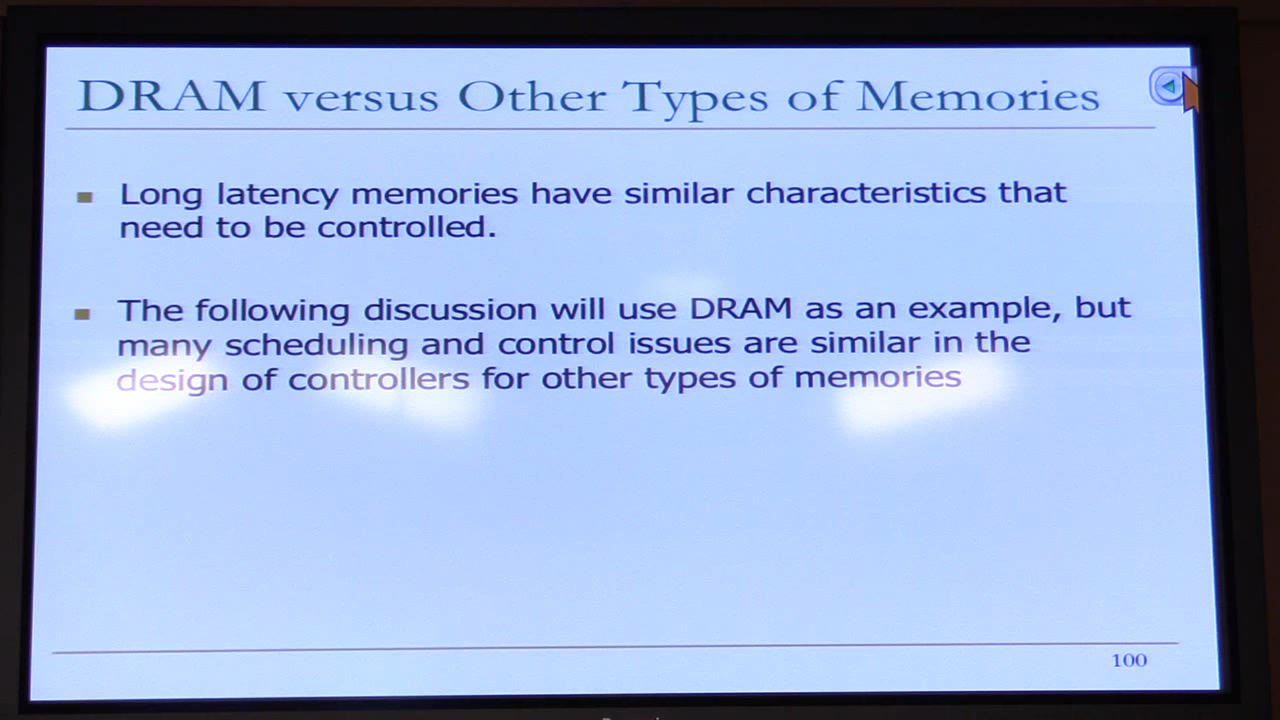 DRAM versus Other Types of Memories
Long latency memories have similar characteristics that
need to be controlled.
The following discussion will use DRAM as an example, but
many scheduling and control issues are similar in the
design of controllers for other types of memories
100